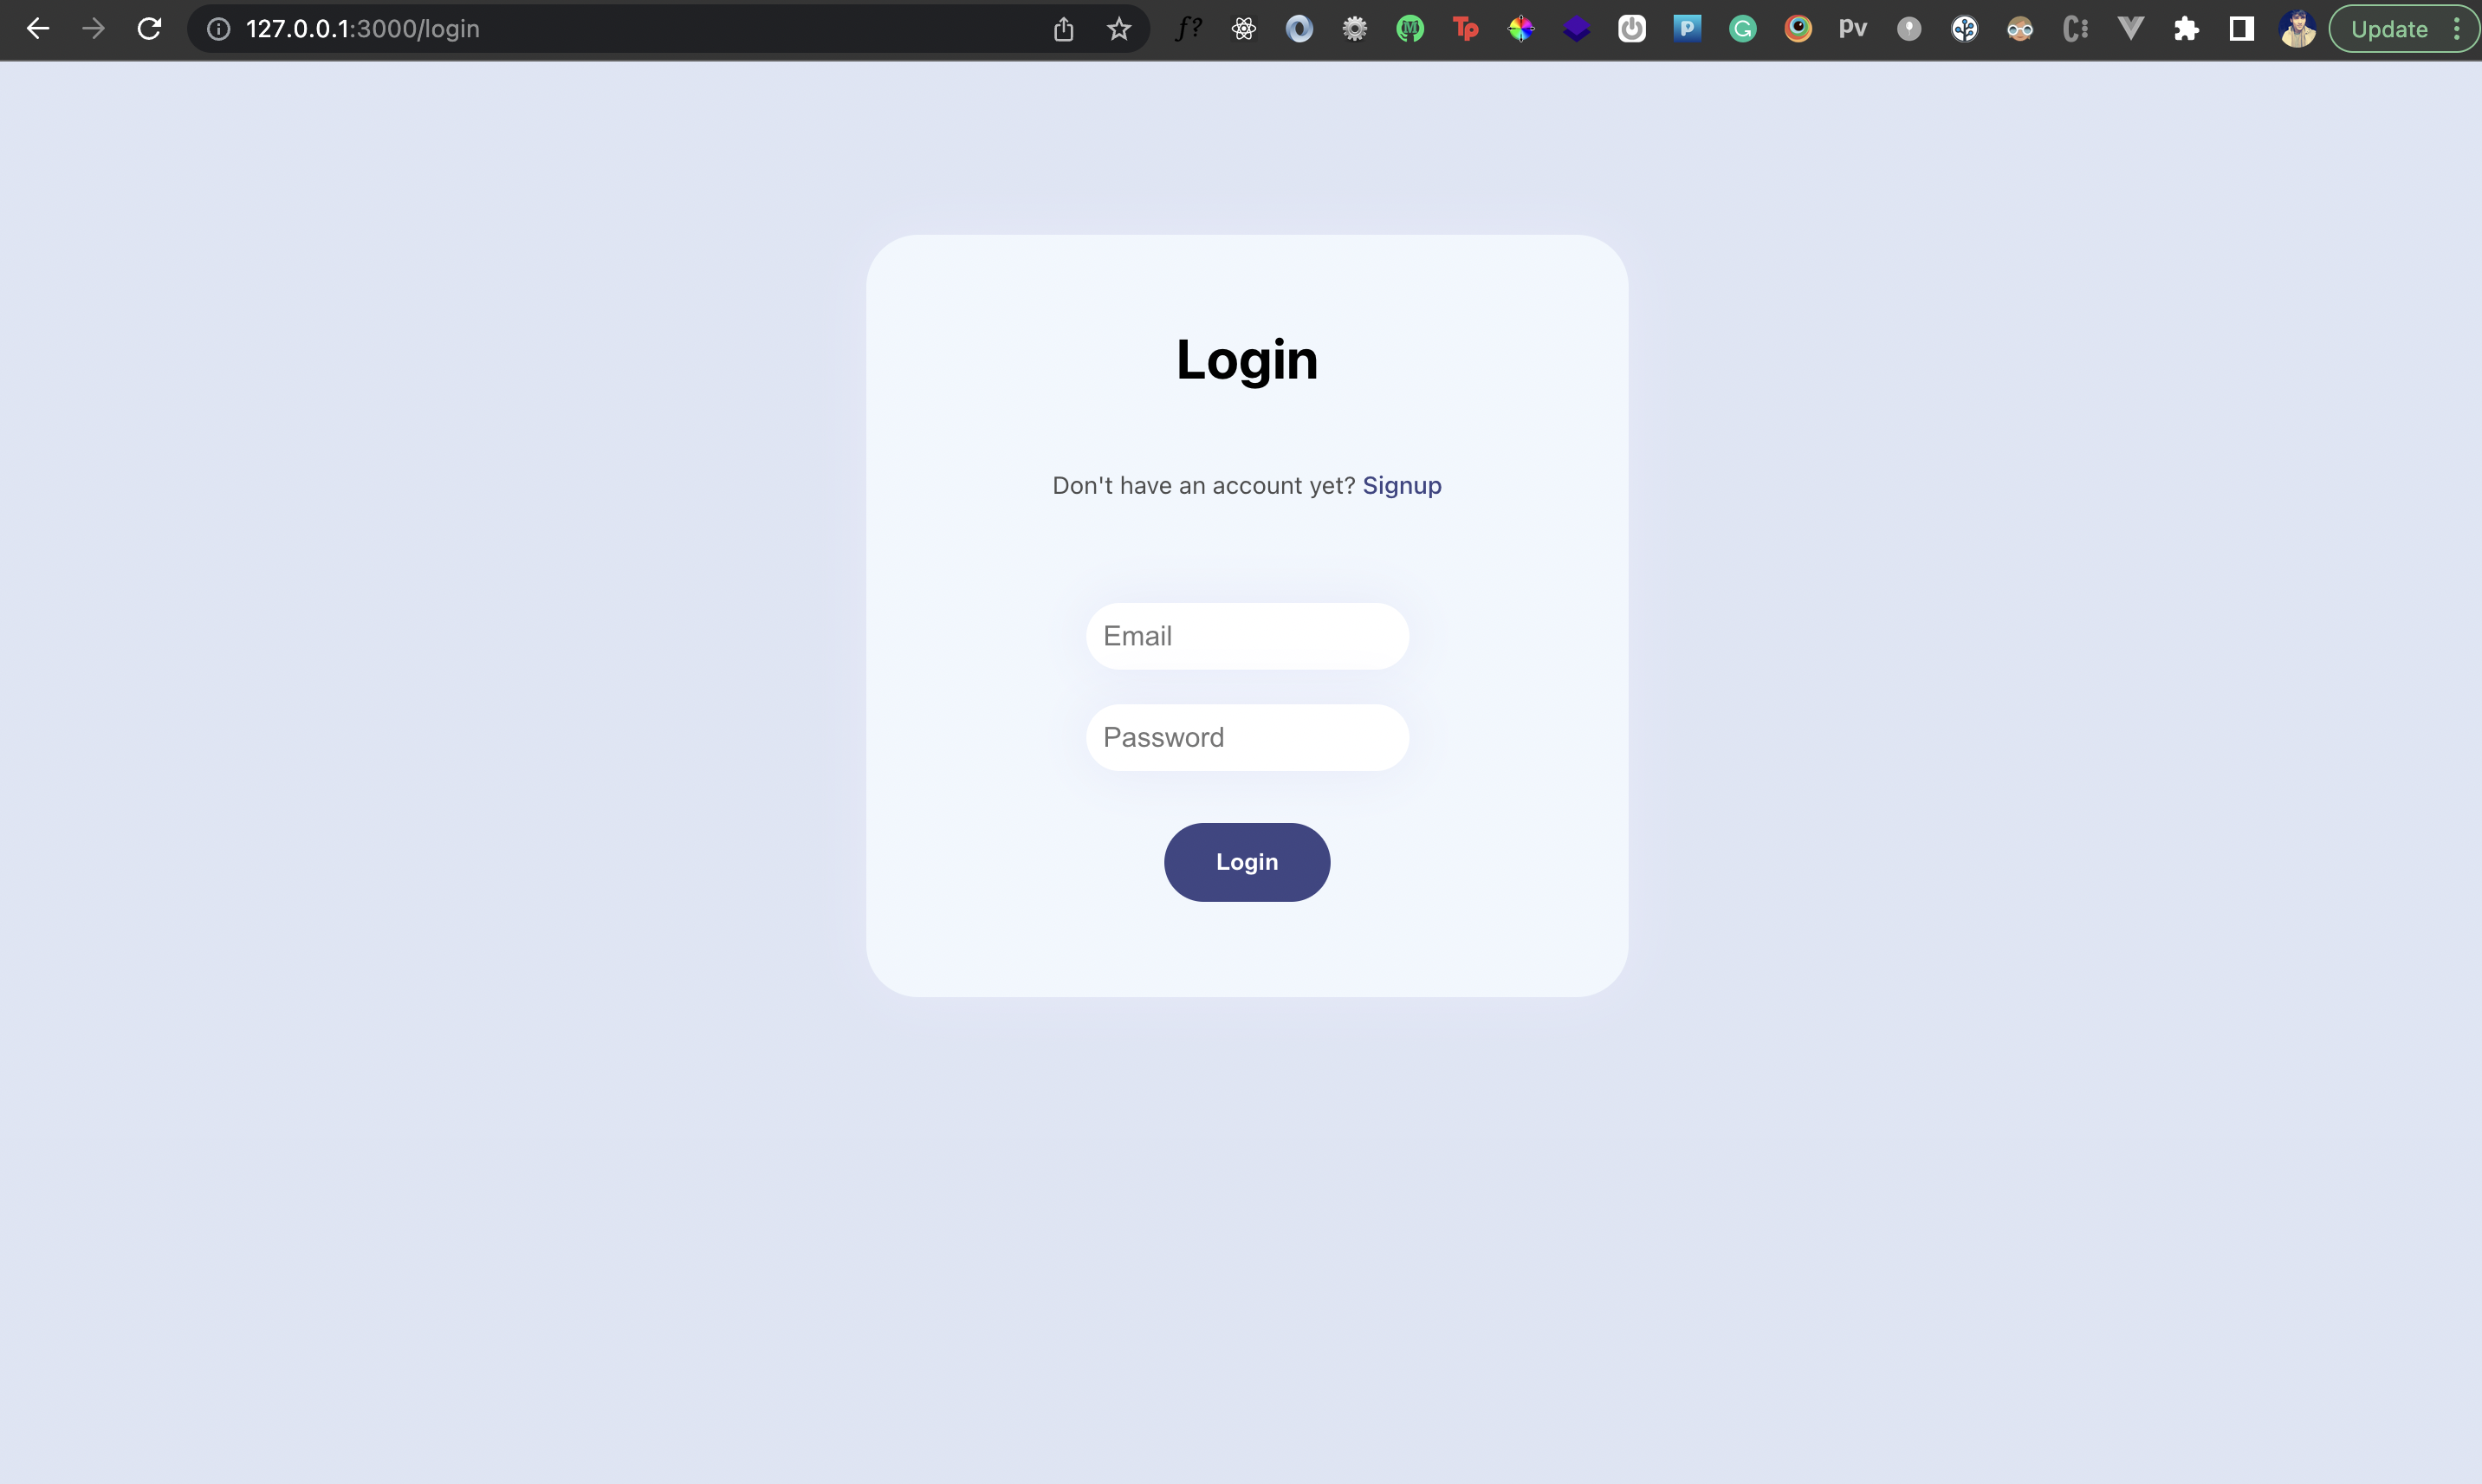 127.0.0.1:3000/login
f?
M
Tp
P
G
pv
C:
Update
Login
Don't have an account yet? Signup
Email
Password
Login